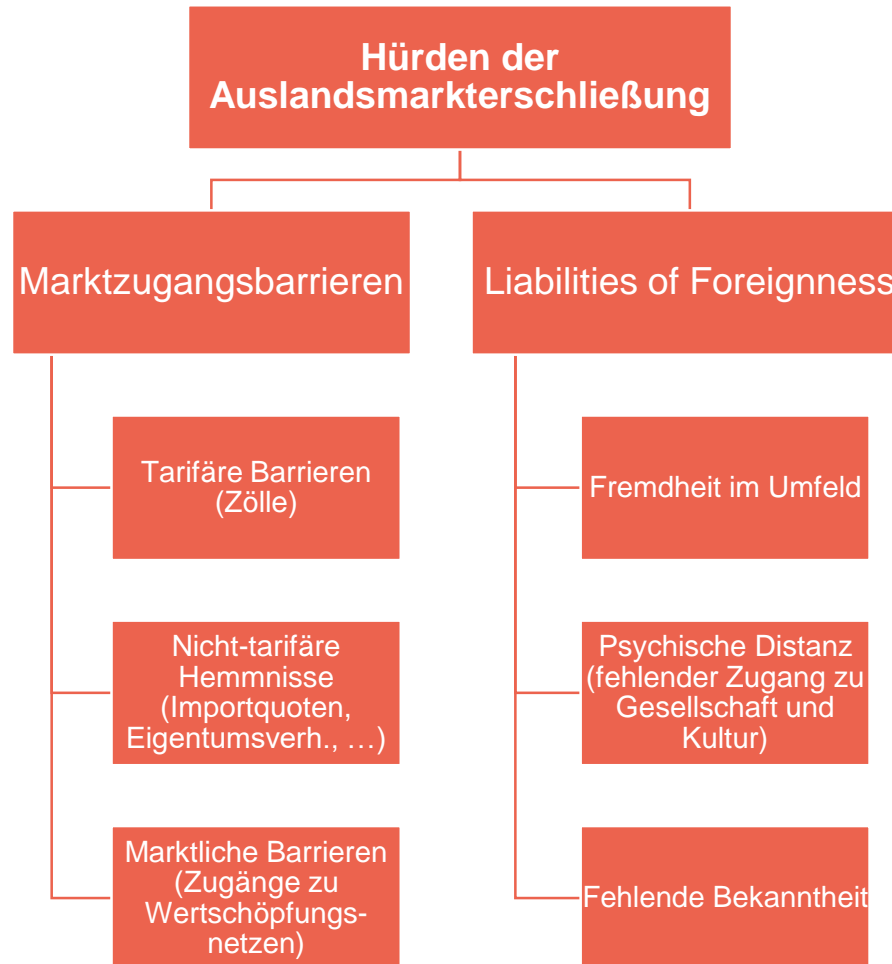 Hürden der
Auslandsmarkterschließung
Marktzugangsbarrieren
Tarifäre Barrieren
(Zölle)
Nicht-tarifäre
Hemmnisse
(Importquoten,
Eigentumsverh., …)
Marktliche Barrieren
(Zugänge zu
Wertschöpfungs-
netzen)
Liabilities of Foreignness
Fremdheit im Umfeld
Psychische Distanz
(fehlender Zugang zu
Gesellschaft und
Kultur)
Fehlende Bekanntheit